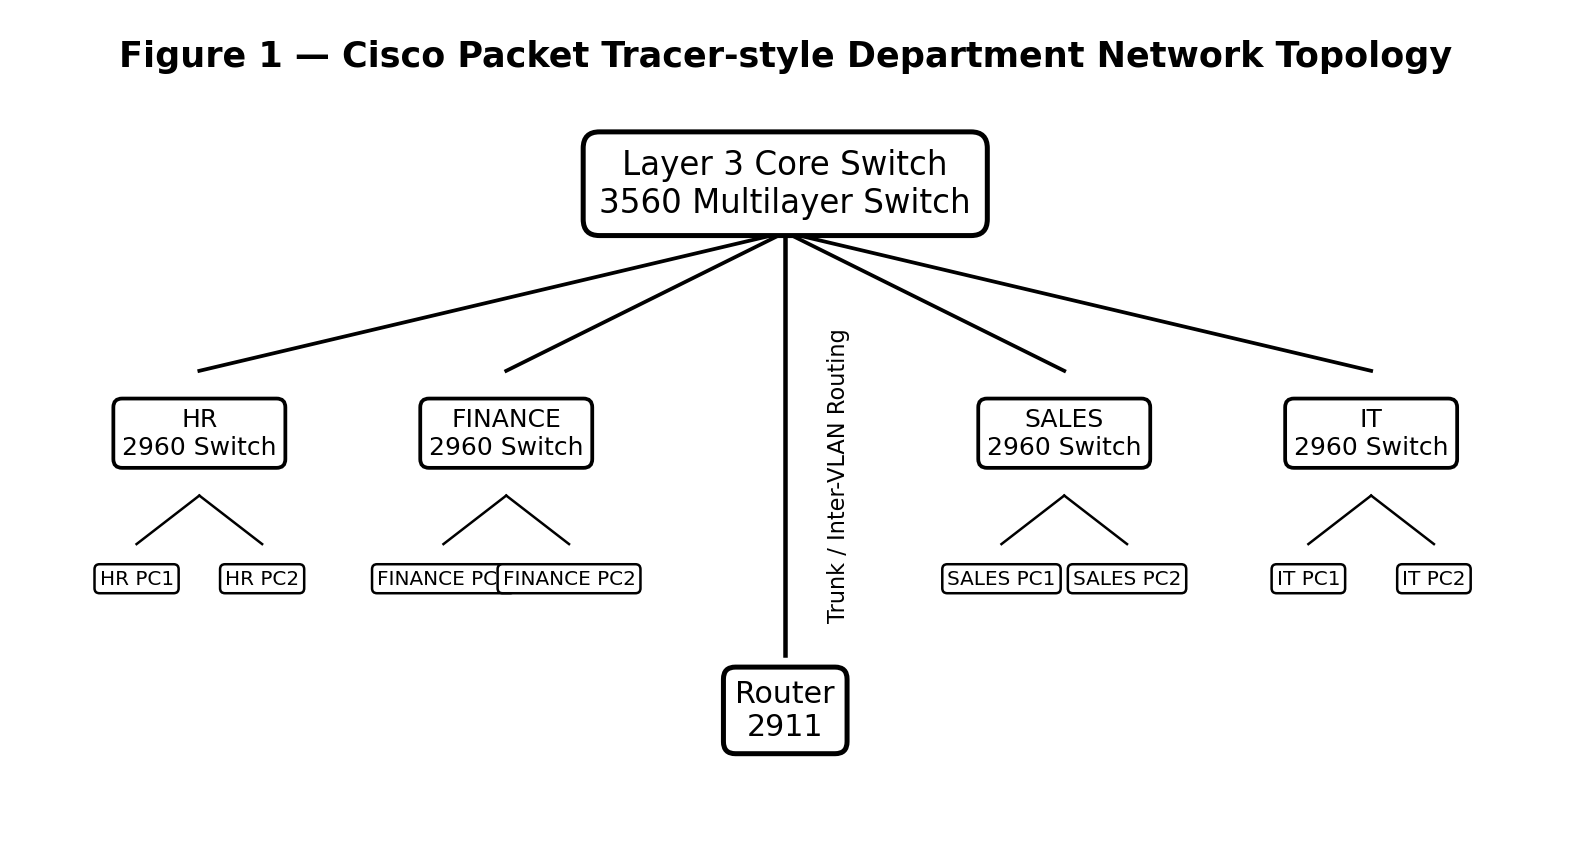 Figure 1 — Cisco Packet Tracer-style Department Network Topology
Layer 3 Core Switch
3560 Multilayer Switch
HR
2960 Switch
FINANCE
2960 Switch
SALES
2960 Switch
IT
2960 Switch
Trunk / Inter-VLAN Routing
HR PC1
HR PC2
FINANCE PC
FINANCE PC2
SALES PC1
SALES PC2
IT PC1
IT PC2
Router
2911